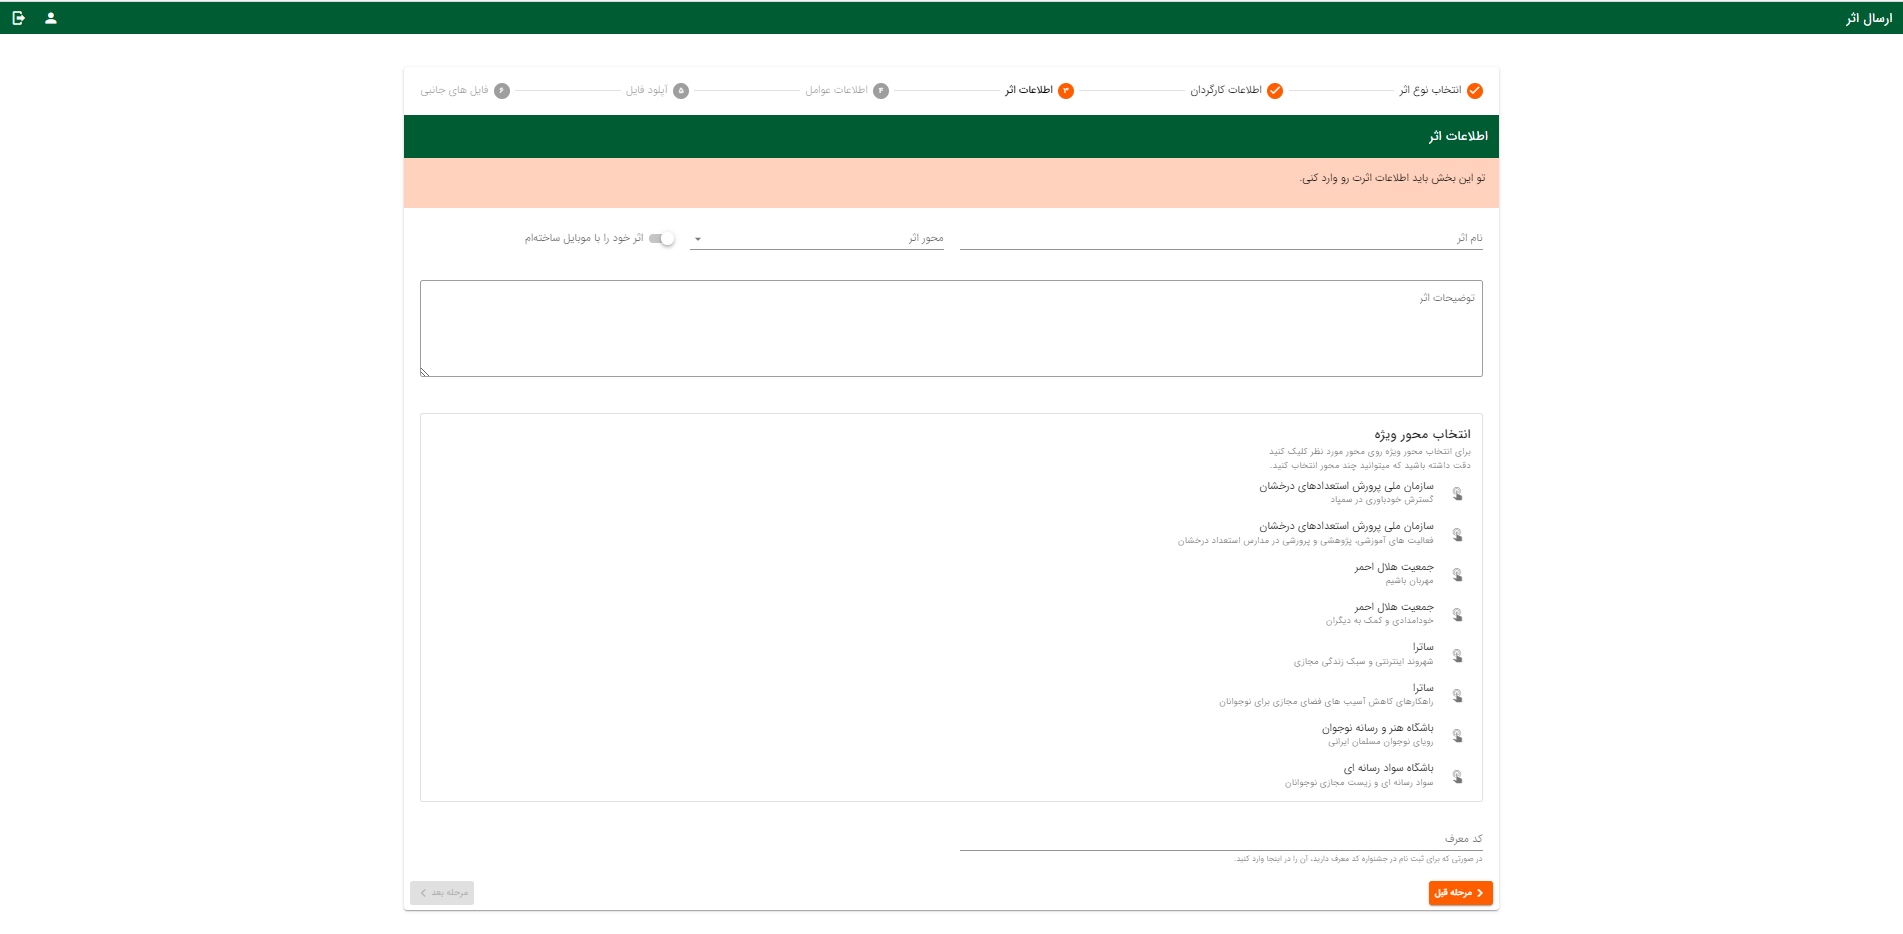 ارسال اثر
انتخاب نوع اثر
اطلاعات کارگردان
۳ اطلاعات اثر
۴ اطلاعات عوامل
۵ آپلود فایل
۶ فایل های جانبی
اطلاعات اثر
تو این بخش باید اطلاعات اثرت رو وارد کنی.
نام اثر
محور اثر
اثر خود را با موبایل ساخته‌ام
توضیحات اثر
انتخاب محور ویژه
برای انتخاب محور ویژه روی محور مورد نظر کلیک کنید
دقت داشته باشید که میتوانید چند محور انتخاب کنید.
سازمان ملی پرورش استعدادهای درخشان
گسترش خودباوری در سمپاد
سازمان ملی پرورش استعدادهای درخشان
فعالیت های آموزشی، پژوهشی و پرورشی در مدارس استعداد درخشان
جمعیت هلال احمر
مهربان باشیم
جمعیت هلال احمر
خودامدادی و کمک به دیگران
ساترا
شهروند اینترنتی و سبک زندگی مجازی
ساترا
راهکارهای کاهش آسیب های فضای مجازی برای نوجوانان
باشگاه هنر و رسانه نوجوان
رویای نوجوان مسلمان ایرانی
باشگاه سواد رسانه ای
سواد رسانه ای و زیست مجازی نوجوانان
کد معرف
در صورتی که برای ثبت نام در جشنواره کد معرف دارید، آن را در اینجا وارد کنید.
مرحله قبل
مرحله بعد